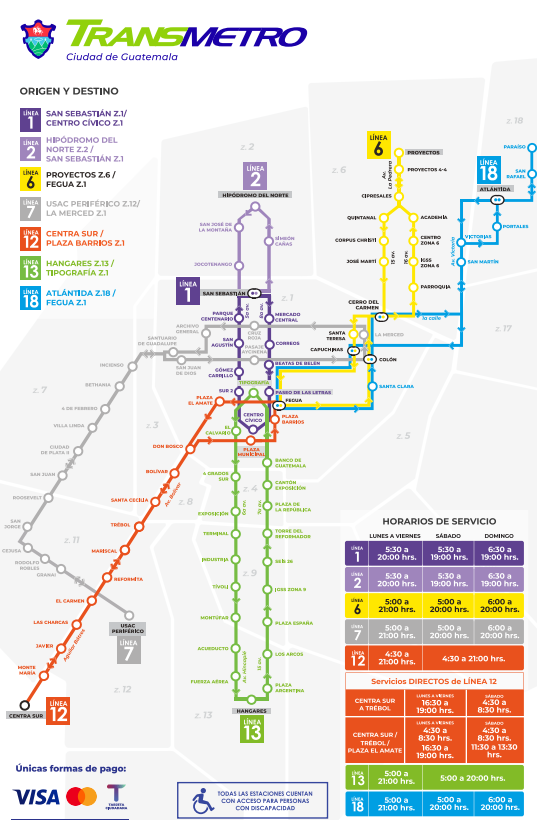 TRANSMETRO
Ciudad de Guatemala
ORIGEN Y DESTINO
LÍNEA 1
SAN SEBASTIÁN Z.1/
CENTRO CÍVICO Z.1
LÍNEA 2
HIPÓDROMO DEL
NORTE Z.2 /
SAN SEBASTIÁN Z.1
LÍNEA 6
PROYECTOS Z.6 /
FEGUA Z.1
LÍNEA 7
USAC PERIFÉRICO Z.12/
LA MERCED Z.1
LÍNEA 12
CENTRA SUR /
PLAZA BARRIOS Z.1
LÍNEA 13
HANGARES Z.13 /
TIPOGRAFÍA Z.1
LÍNEA 18
ATLÁNTIDA Z.18 /
FEGUA Z.1
z. 18
z. 2
z. 6
z. 1
z. 17
z. 7
z. 3
z. 5
z. 4
z. 8
z. 11
z. 9
z. 12
z. 13
LÍNEA 2
HIPÓDROMO DEL NORTE
SAN JOSÉ DE
LA MONTAÑA
SIMEÓN
CAÑAS
JOCOTENANGO
LÍNEA 1
SAN SEBASTIÁN
PARQUE
CENTENARIO
6a av.
9a av.
MERCADO
CENTRAL
SAN
AGUSTÍN
CORREOS
GÓMEZ
CARRILLO
BEATAS DE BELÉN
SUR 2
TIPOGRAFÍA
PASEO DE LAS LETRAS
CENTRO
CÍVICO
FEGUA
LÍNEA 6
PROYECTOS
PROYECTOS 4-4
Av. La Pedrera
CIPRESALES
QUINTANAL
ACADEMIA
CORPUS CHRISTI
CENTRO
ZONA 6
JOSÉ MARTÍ
15 av.
15 av.
IGSS
ZONA 6
PARROQUIA
CERRO DEL
CARMEN
la calle
SANTA
TERESA
LA MERCED
CAPUCHINAS
COLÓN
SANTA CLARA
LÍNEA 18
ATLÁNTIDA
PARAÍSO
SAN
RAFAEL
PORTALES
VICTORIAS
Av. Victoria
SAN MARTÍN
ARCHIVO
GENERAL
SANTUARIO
DE GUADALUPE
CRUZ
ROJA
PASAJE
AYCINENA
SAN JUAN
DE DIOS
INCIENSO
BETHANIA
4 DE FEBRERO
VILLA LINDA
CIUDAD
DE PLATA II
SAN JUAN
ROOSEVELT
SAN
JORGE
CEJUSA
RODOLFO
ROBLES
GRANAI
USAC
PERIFÉRICO
LÍNEA 7
PLAZA
EL AMATE
PLAZA
BARRIOS
PLAZA
MUNICIPAL
DON BOSCO
BOLÍVAR
Av. Bolívar
SANTA CECILIA
TRÉBOL
MARISCAL
REFORMITA
EL CARMEN
LAS CHARCAS
JAVIER
Aguilar Batres
MONTE
MARÍA
CENTRA SUR
LÍNEA 12
EL
CALVARIO
BANCO DE
GUATEMALA
4 GRADOS
SUR
CANTÓN
EXPOSICIÓN
EXPOSICIÓN
PLAZA DE
LA REPÚBLICA
TERMINAL
TORRE DEL
REFORMADOR
INDUSTRIA
SEIS 26
TÍVOLI
IGSS ZONA 9
MONTÚFAR
PLAZA ESPAÑA
ACUEDUCTO
LOS ARCOS
FUERZA AÉREA
Av. Hincapié
PLAZA
ARGENTINA
HANGARES
LÍNEA 13
HORARIOS DE SERVICIO
LUNES A VIERNES SÁBADO DOMINGO
LÍNEA 1 5:30 a 20:00 hrs. 5:30 a 19:00 hrs. 6:30 a 19:00 hrs.
LÍNEA 2 5:30 a 20:00 hrs. 5:30 a 19:00 hrs. 6:30 a 19:00 hrs.
LÍNEA 6 5:00 a 21:00 hrs. 5:00 a 20:00 hrs. 6:00 a 20:00 hrs.
LÍNEA 7 5:00 a 21:00 hrs. 5:00 a 20:00 hrs. 6:00 a 20:00 hrs.
LÍNEA 12 4:30 a 21:00 hrs. 4:30 a 21:00 hrs.
Servicios DIRECTOS de LÍNEA 12
CENTRA SUR A TRÉBOL LUNES A VIERNES 16:30 a 19:00 hrs. SÁBADO 4:30 a 8:30 hrs.
CENTRA SUR / TRÉBOL / PLAZA EL AMATE LUNES A VIERNES 4:30 a 8:30 hrs. 16:30 a 19:00 hrs. SÁBADO 4:30 a 8:30 hrs. 11:30 a 13:30 hrs.
LÍNEA 13 5:00 a 21:00 hrs. 5:00 a 20:00 hrs.
LÍNEA 18 5:00 a 21:00 hrs. 5:00 a 20:00 hrs. 5:00 a 20:00 hrs.
Únicas formas de pago:
VISA
mastercard
TARJETA
CIUDADANA
TODAS LAS ESTACIONES CUENTAN
CON ACCESO PARA PERSONAS
CON DISCAPACIDAD